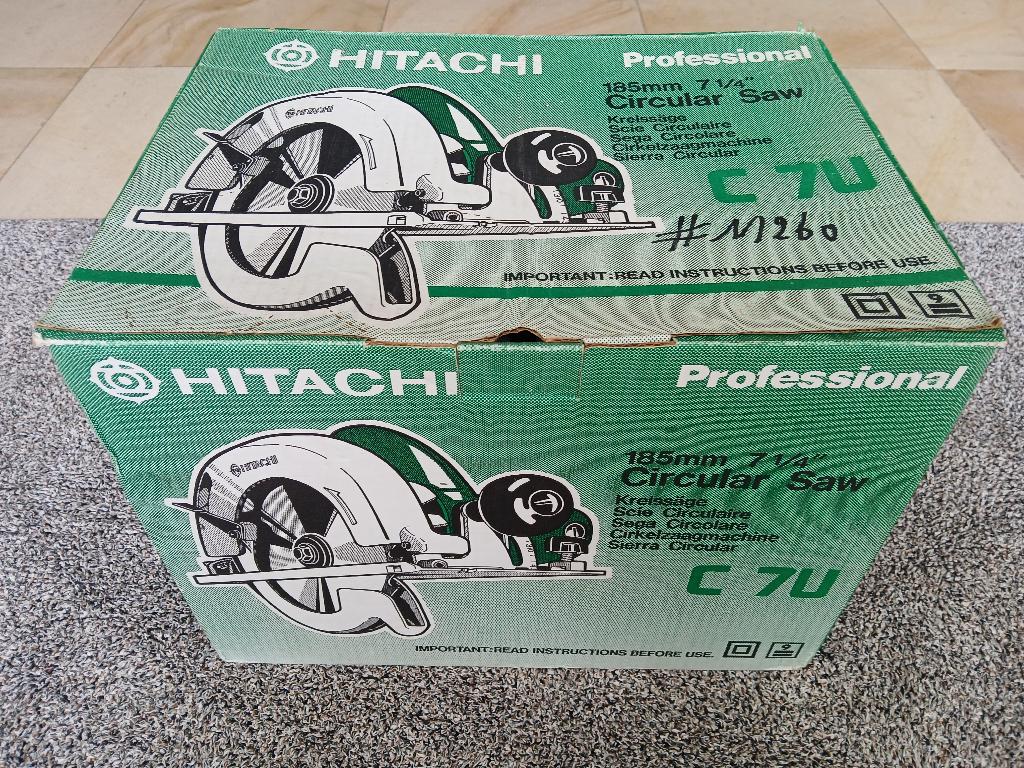 HITACHI Professional
HITACHI
185mm 7 1/4"
Circular Saw
Kreissäge
Scie Circulaire
Sega Circolare
Cirkelzaagmachine
Sierra Circular
C 7U
IMPORTANT:READ INSTRUCTIONS BEFORE USE.
HITACHI Professional
HITACHI
185mm 7 1/4"
Circular Saw
Kreissäge
Scie Circulaire
Sega Circolare
Cirkelzaagmachine
Sierra Circular
C 7U
IMPORTANT:READ INSTRUCTIONS BEFORE USE.